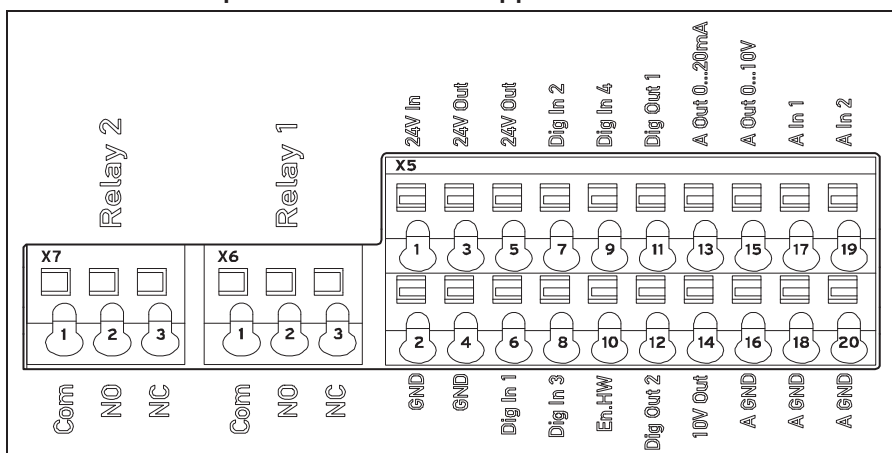 24V In
24V Out
24V Out
Dig In 2
Dig In 4
Dig Out 1
A Out 0...20mA
A Out 0...10V
A In 1
A In 2
Relay 2
Relay 1
X5
1 3 5 7 9 11 13 15 17 19
X7
X6
1 2 3
1 2 3
2 4 6 8 10 12 14 16 18 20
Com
NO
NC
Com
NO
NC
GND
GND
Dig In 1
Dig In 3
En.HW
Dig Out 2
10V Out
A GND
A GND
A GND